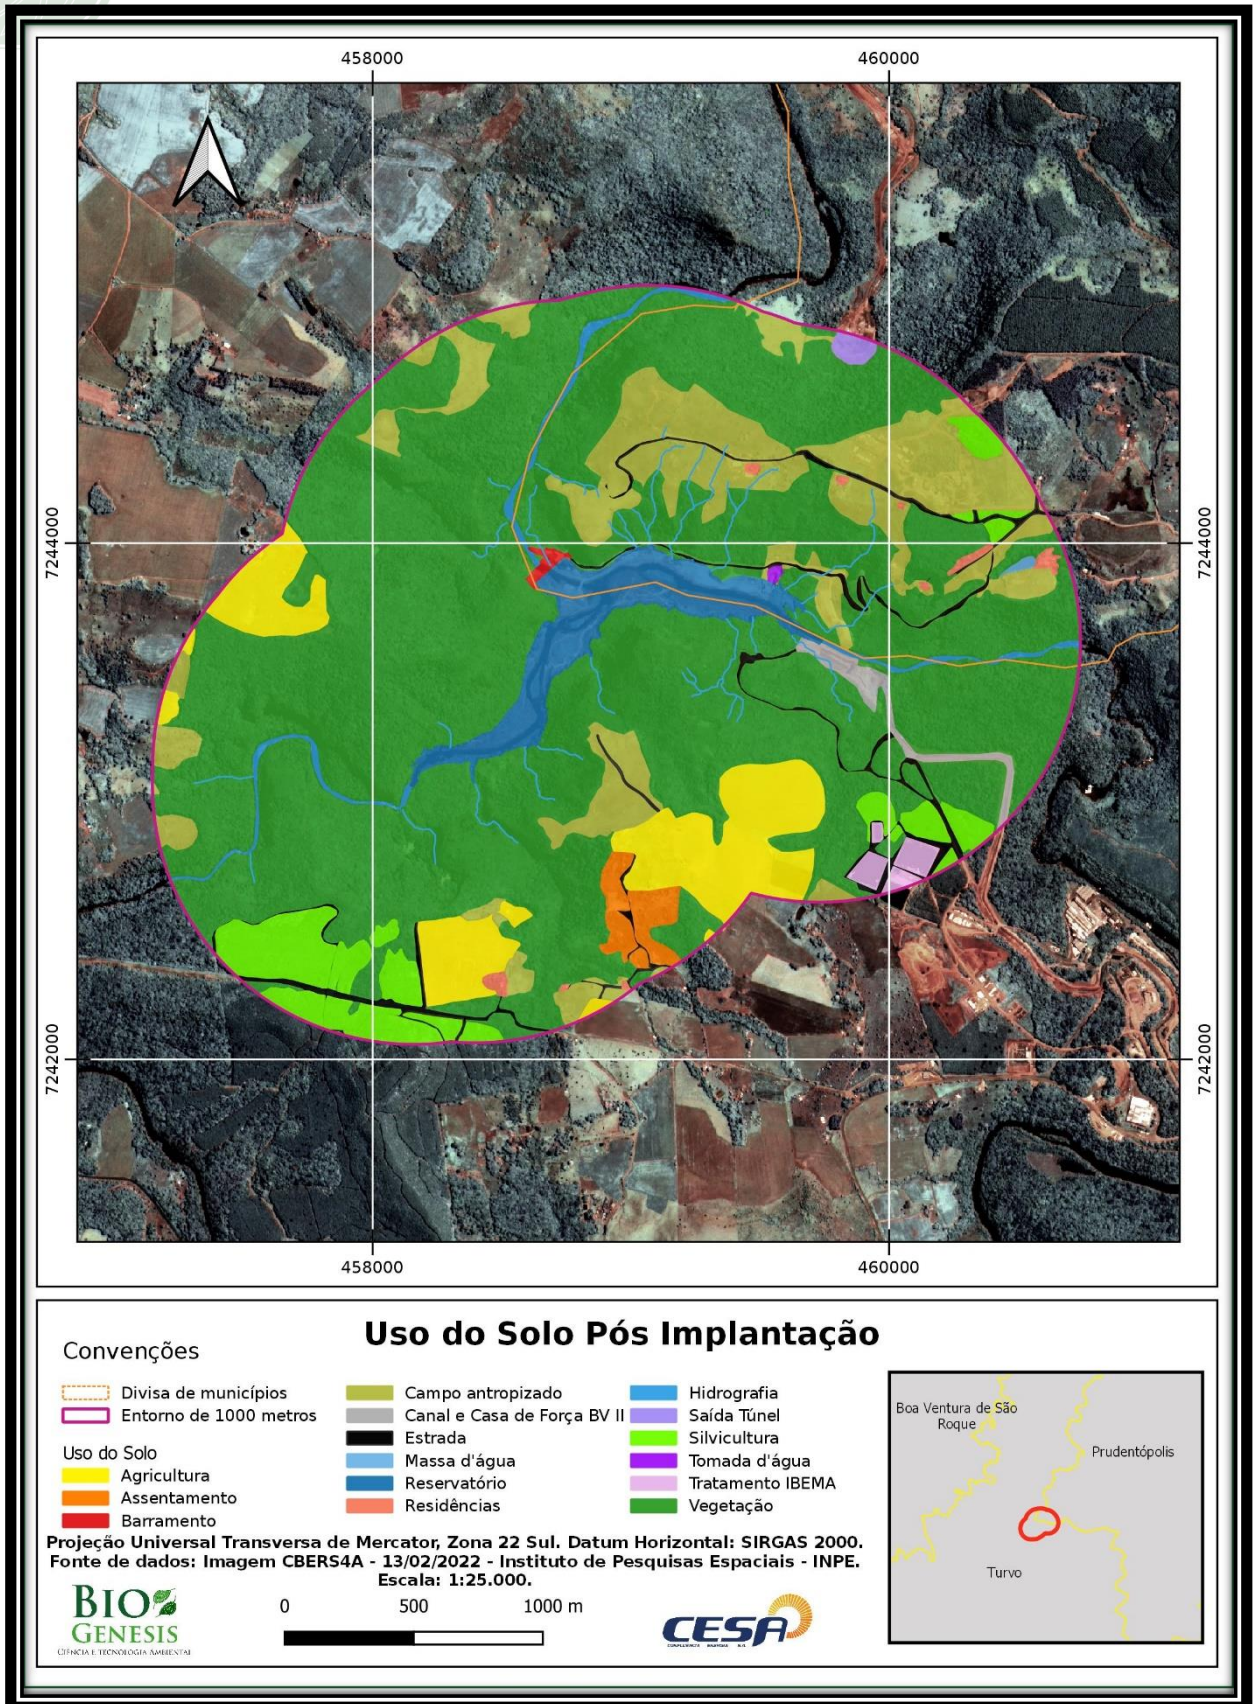 458000
460000
7244000
7244000
7242000
7242000
458000
460000
Uso do Solo Pós Implantação
Convenções
Divisa de municípios
Entorno de 1000 metros
Uso do Solo
Agricultura
Assentamento
Barramento
Campo antropizado
Canal e Casa de Força BV II
Estrada
Massa d'água
Reservatório
Residências
Hidrografia
Saída Túnel
Silvicultura
Tomada d'água
Tratamento IBEMA
Vegetação
Boa Ventura de São
Roque
Prudentópolis
Turvo
Projeção Universal Transversa de Mercator, Zona 22 Sul. Datum Horizontal: SIRGAS 2000.
Fonte de dados: Imagem CBERS4A - 13/02/2022 - Instituto de Pesquisas Espaciais - INPE.
Escala: 1:25.000.
BIO
GENESIS
CIÊNCIA E TECNOLOGIA AMBIENTAL
0 500 1000 m
CESA